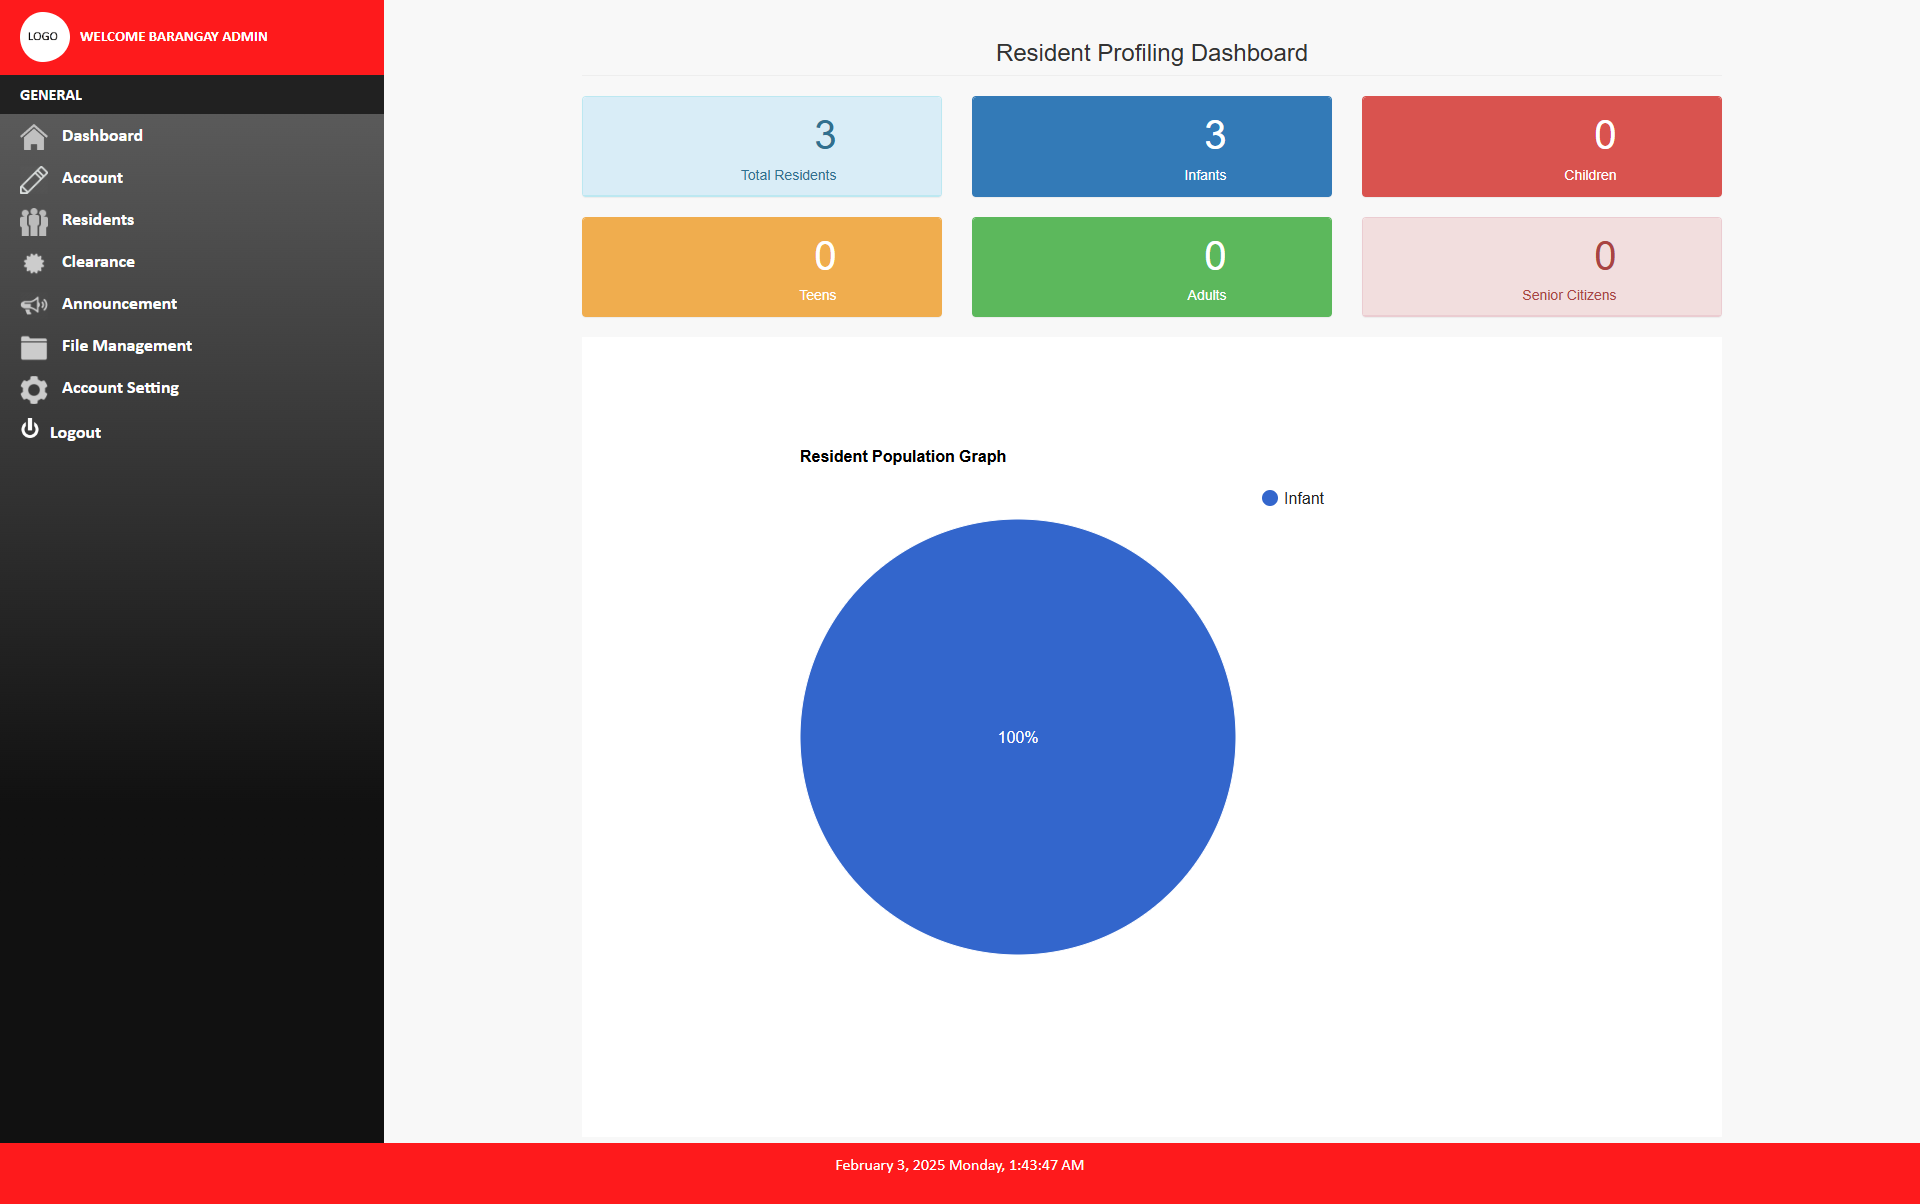 LOGO
WELCOME BARANGAY ADMIN
GENERAL
Dashboard
Account
Residents
Clearance
Announcement
File Management
Account Setting
Logout
Resident Profiling Dashboard
3
Total Residents
3
Infants
0
Children
0
Teens
0
Adults
0
Senior Citizens
Resident Population Graph
Infant
100%
February 3, 2025 Monday, 1:43:47 AM